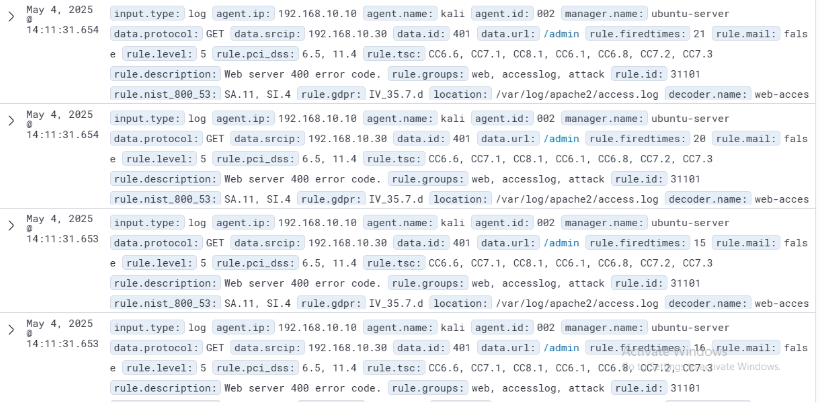 May 4, 2025
@
14:11:31.654
input.type: log agent.ip: 192.168.10.10 agent.name: kali agent.id: 002 manager.name: ubuntu-server
data.protocol: GET data.srcip: 192.168.10.30 data.id: 401 data.url: /admin rule.firedtimes: 21 rule.mail: fals
e rule.level: 5 rule.pci_dss: 6.5, 11.4 rule.tsc: CC6.6, CC7.1, CC8.1, CC6.1, CC6.8, CC7.2, CC7.3
rule.description: Web server 400 error code. rule.groups: web, accesslog, attack rule.id: 31101
rule.nist_800_53: SA.11, SI.4 rule.gdpr: IV_35.7.d location: /var/log/apache2/access.log decoder.name: web-acces
May 4, 2025
@
14:11:31.654
input.type: log agent.ip: 192.168.10.10 agent.name: kali agent.id: 002 manager.name: ubuntu-server
data.protocol: GET data.srcip: 192.168.10.30 data.id: 401 data.url: /admin rule.firedtimes: 20 rule.mail: fals
e rule.level: 5 rule.pci_dss: 6.5, 11.4 rule.tsc: CC6.6, CC7.1, CC8.1, CC6.1, CC6.8, CC7.2, CC7.3
rule.description: Web server 400 error code. rule.groups: web, accesslog, attack rule.id: 31101
rule.nist_800_53: SA.11, SI.4 rule.gdpr: IV_35.7.d location: /var/log/apache2/access.log decoder.name: web-acces
May 4, 2025
@
14:11:31.653
input.type: log agent.ip: 192.168.10.10 agent.name: kali agent.id: 002 manager.name: ubuntu-server
data.protocol: GET data.srcip: 192.168.10.30 data.id: 401 data.url: /admin rule.firedtimes: 15 rule.mail: fals
e rule.level: 5 rule.pci_dss: 6.5, 11.4 rule.tsc: CC6.6, CC7.1, CC8.1, CC6.1, CC6.8, CC7.2, CC7.3
rule.description: Web server 400 error code. rule.groups: web, accesslog, attack rule.id: 31101
rule.nist_800_53: SA.11, SI.4 rule.gdpr: IV_35.7.d location: /var/log/apache2/access.log decoder.name: web-acces
May 4, 2025
@
14:11:31.653
input.type: log agent.ip: 192.168.10.10 agent.name: kali agent.id: 002 manager.name: ubuntu-server
data.protocol: GET data.srcip: 192.168.10.30 data.id: 401 data.url: /admin rule.firedtimes: 16 rule.mail: fals
Activate Windows
e rule.level: 5 rule.pci_dss: 6.5, 11.4 rule.tsc: CC6.6, CC7.1, CC8.1, CC6.1, CC6.8, CC7.2, CC7.3
Go to Settings to activate Windows.
rule.description: Web server 400 error code. rule.groups: web, accesslog, attack rule.id: 31101